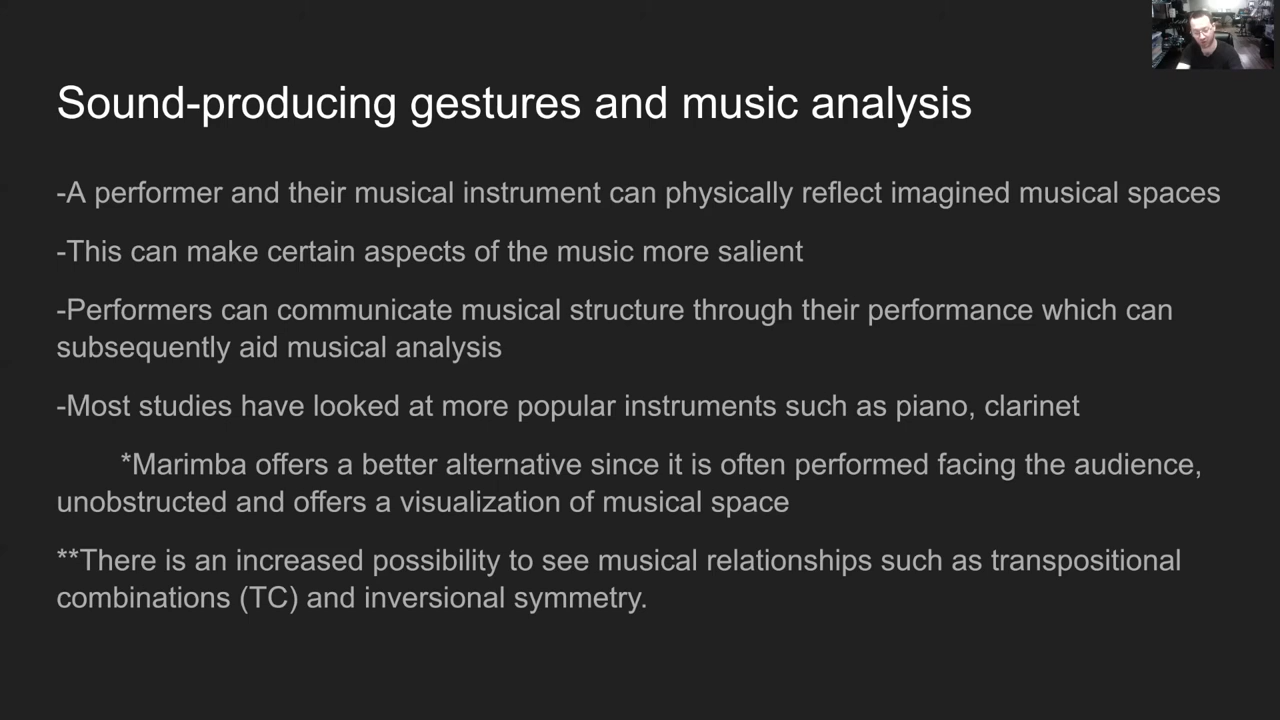 Sound-producing gestures and music analysis
-A performer and their musical instrument can physically reflect imagined musical spaces
-This can make certain aspects of the music more salient
-Performers can communicate musical structure through their performance which can
subsequently aid musical analysis
-Most studies have looked at more popular instruments such as piano, clarinet
*Marimba offers a better alternative since it is often performed facing the audience,
unobstructed and offers a visualization of musical space
**There is an increased possibility to see musical relationships such as transpositional
combinations (TC) and inversional symmetry.